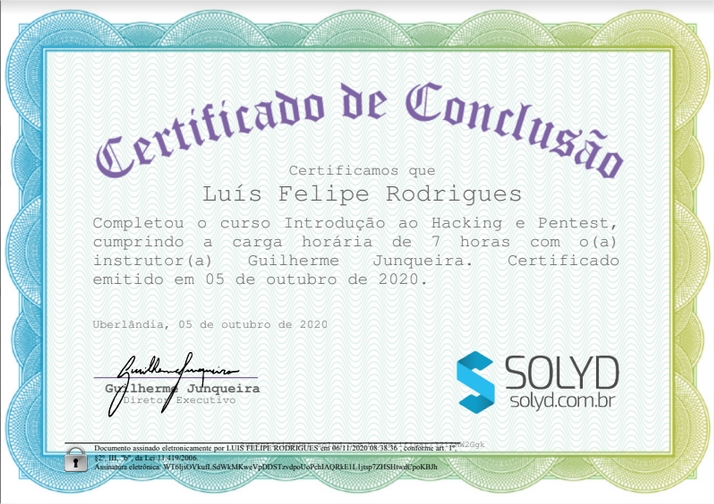 Certificado de Conclusão
Certificamos que
Luís Felipe Rodrigues
Completou o curso Introdução ao Hacking e Pentest,
cumprindo a carga horária de 7 horas com o(a)
instrutor(a) Guilherme Junqueira. Certificado
emitido em 05 de outubro de 2020.
Uberlândia, 05 de outubro de 2020
Guilherme Junqueira
Guilherme Junqueira
Diretor Executivo
SOLYD
solyd.com.br
Documento assinado eletronicamente por LUIS FELIPE RODRIGUES em 06/11/2020 08:38:36 , conforme art. 1º,
§2º, III, "b", da Lei 11.419/2006.
Assinatura eletrônica: